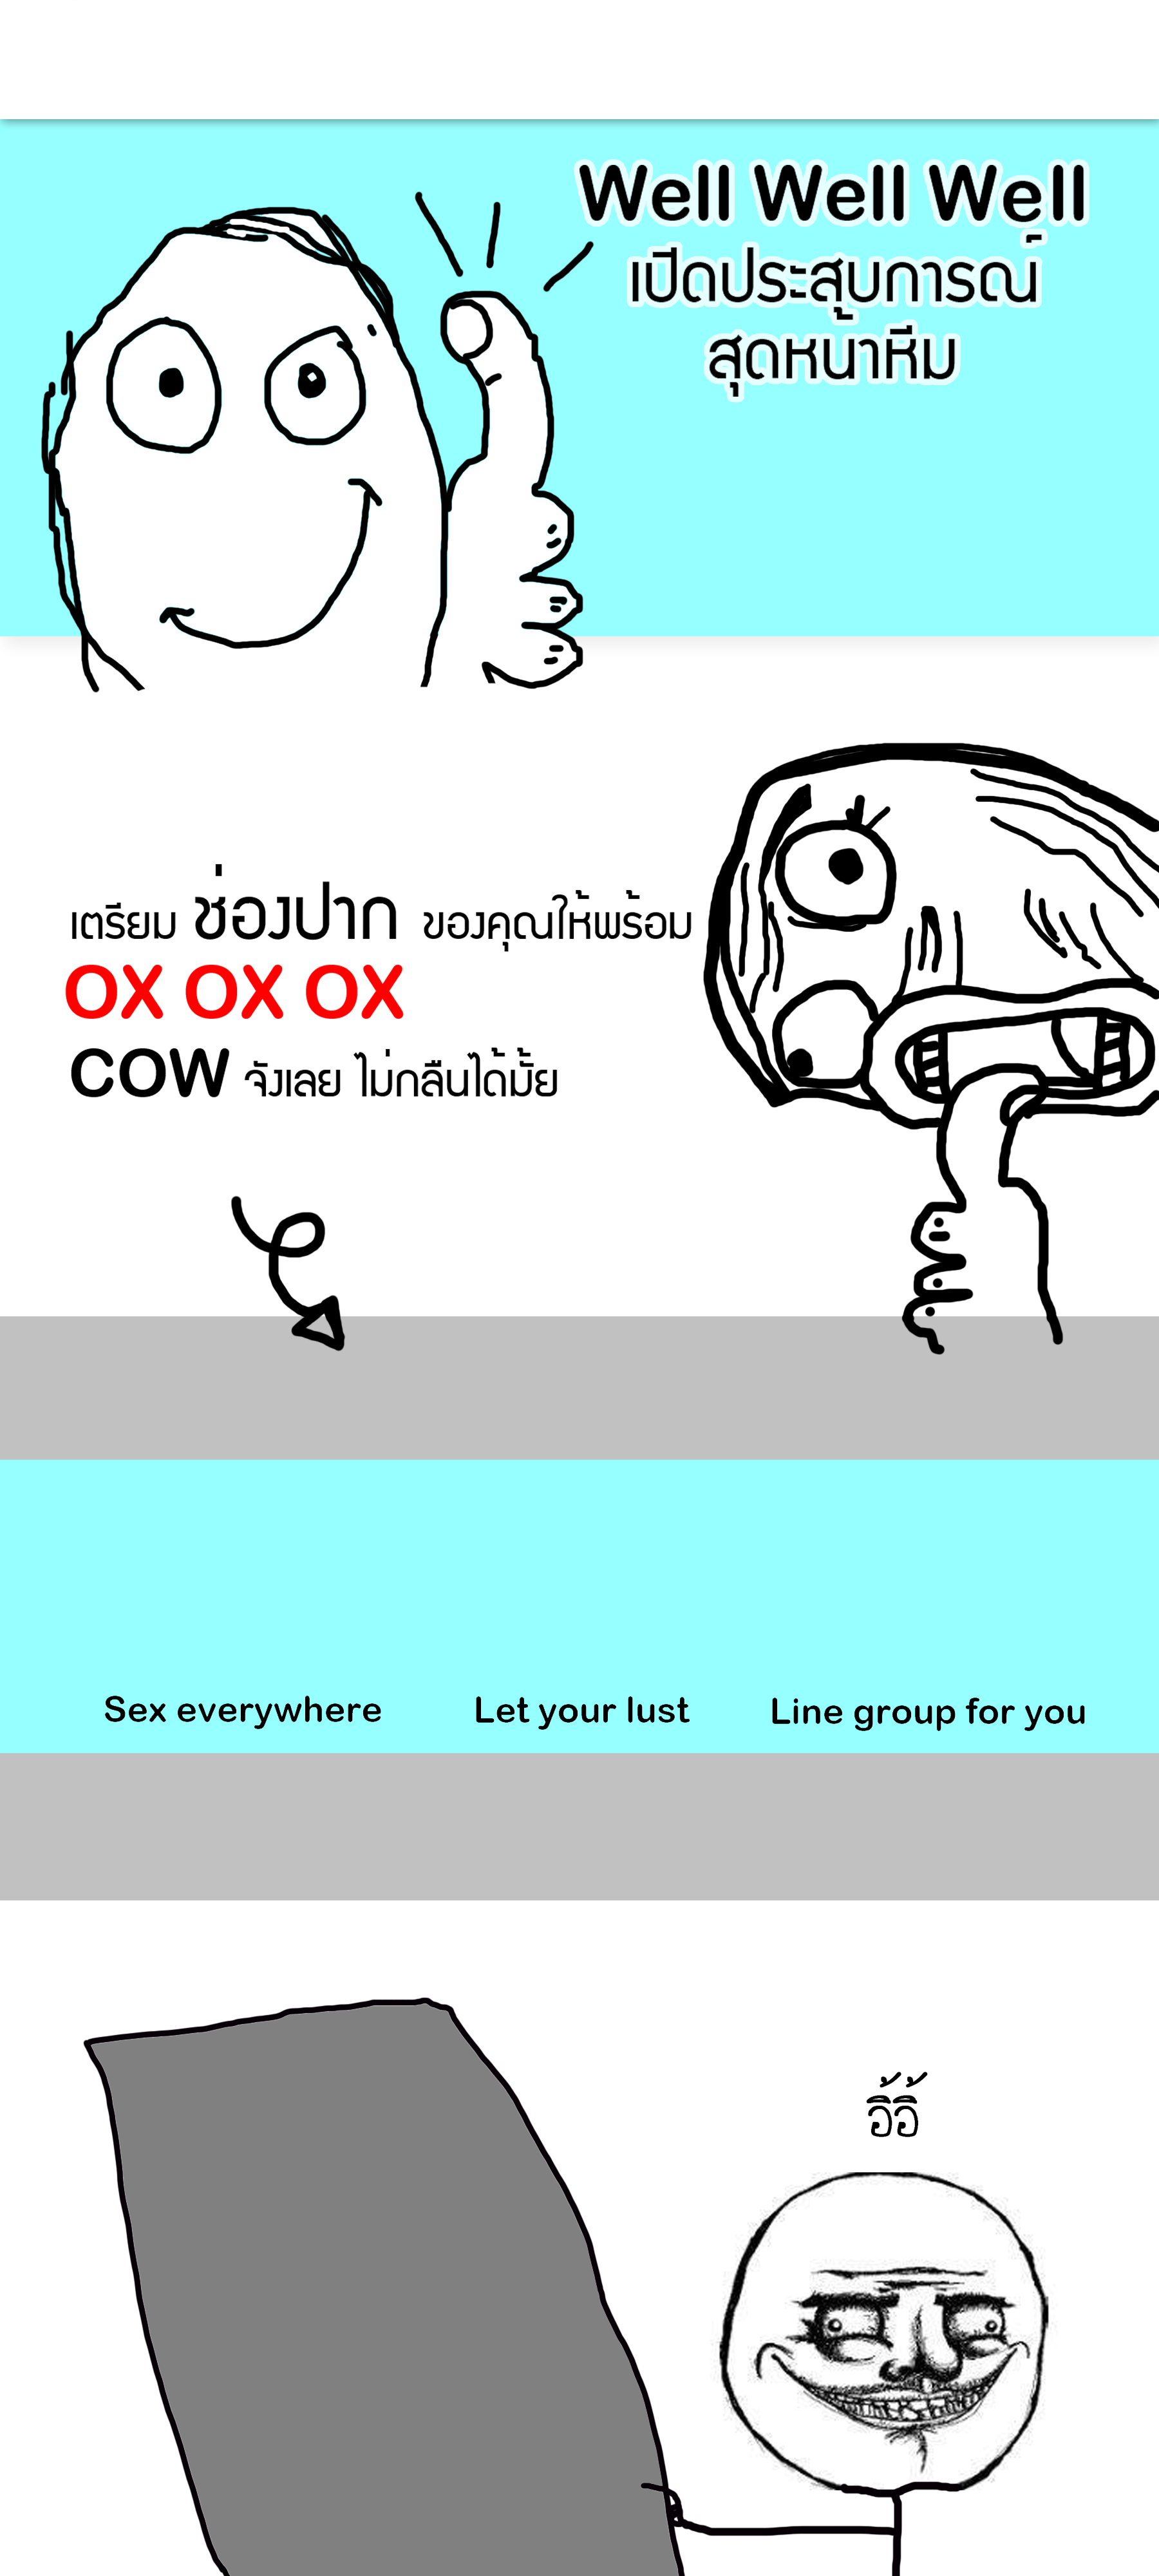 Well Well Well
เปิดประสบการณ์
สุดหน้าหีม
เตรียม ช่องปาก ของคุณให้พร้อม
OX OX OX
COW จังเลย ไม่กลืนได้มั้ย
Sex everywhere
Let your lust
Line group for you
อิ้อิ้